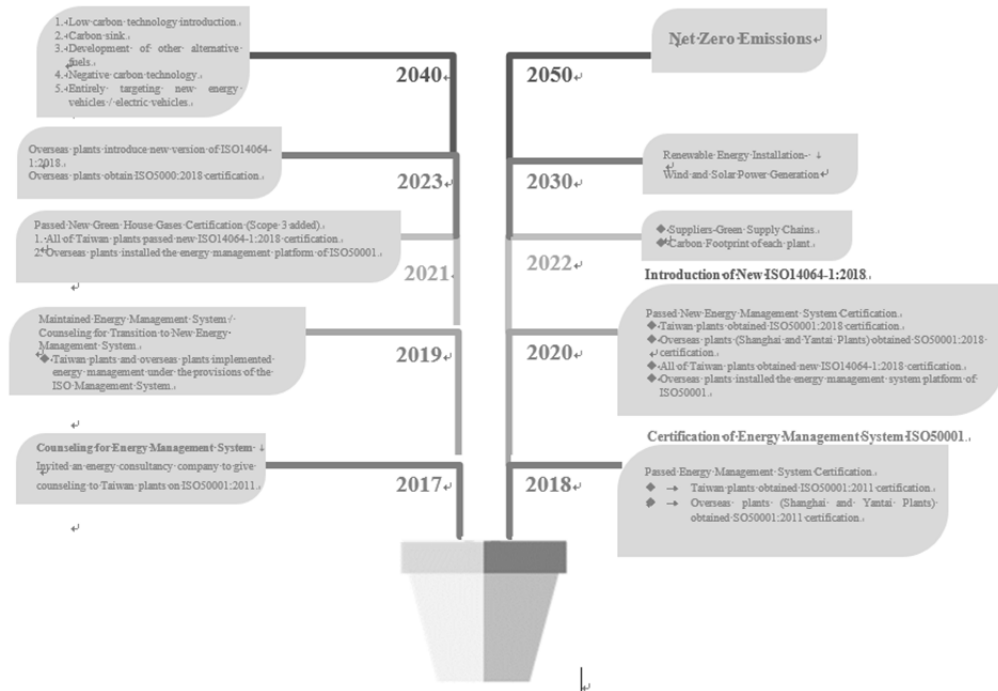 1. Low carbon technology introduction.
2. Carbon sink.
3. Development of other alternative
fuels.
4. Negative carbon technology.
5. Entirely targeting new energy
vehicles / electric vehicles.
2040
2050
Net Zero Emissions
Overseas plants introduce new version of ISO14064-
1:2018.
Overseas plants obtain ISO5000:2018 certification.
2023
2030
Renewable Energy Installation-
Wind and Solar Power Generation
Passed New Green House Gases Certification (Scope 3 added).
1. All of Taiwan plants passed new ISO14064-1:2018 certification.
2. Overseas plants installed the energy management platform of ISO50001.
2021
2022
◆ Suppliers-Green Supply Chains.
◆ Carbon Footprint of each plant.
Introduction of New ISO14064-1:2018.
Maintained Energy Management System /
Counseling for Transition to New Energy
Management System.
◆ Taiwan plants and overseas plants implemented
energy management under the provisions of the
ISO Management System.
2019
2020
Passed New Energy Management System Certification.
◆ Taiwan plants obtained ISO50001:2018 certification.
◆ Overseas plants (Shanghai and Yantai Plants) obtained SO50001:2018
certification.
◆ All of Taiwan plants obtained new ISO14064-1:2018 certification.
◆ Overseas plants installed the energy management system platform of
ISO50001.
Certification of Energy Management System ISO50001.
Counseling for Energy Management System
Invited an energy consultancy company to give
counseling to Taiwan plants on ISO50001:2011.
2017
2018
Passed Energy Management System Certification.
◆ → Taiwan plants obtained ISO50001:2011 certification.
◆ → Overseas plants (Shanghai and Yantai Plants)
obtained SO50001:2011 certification.